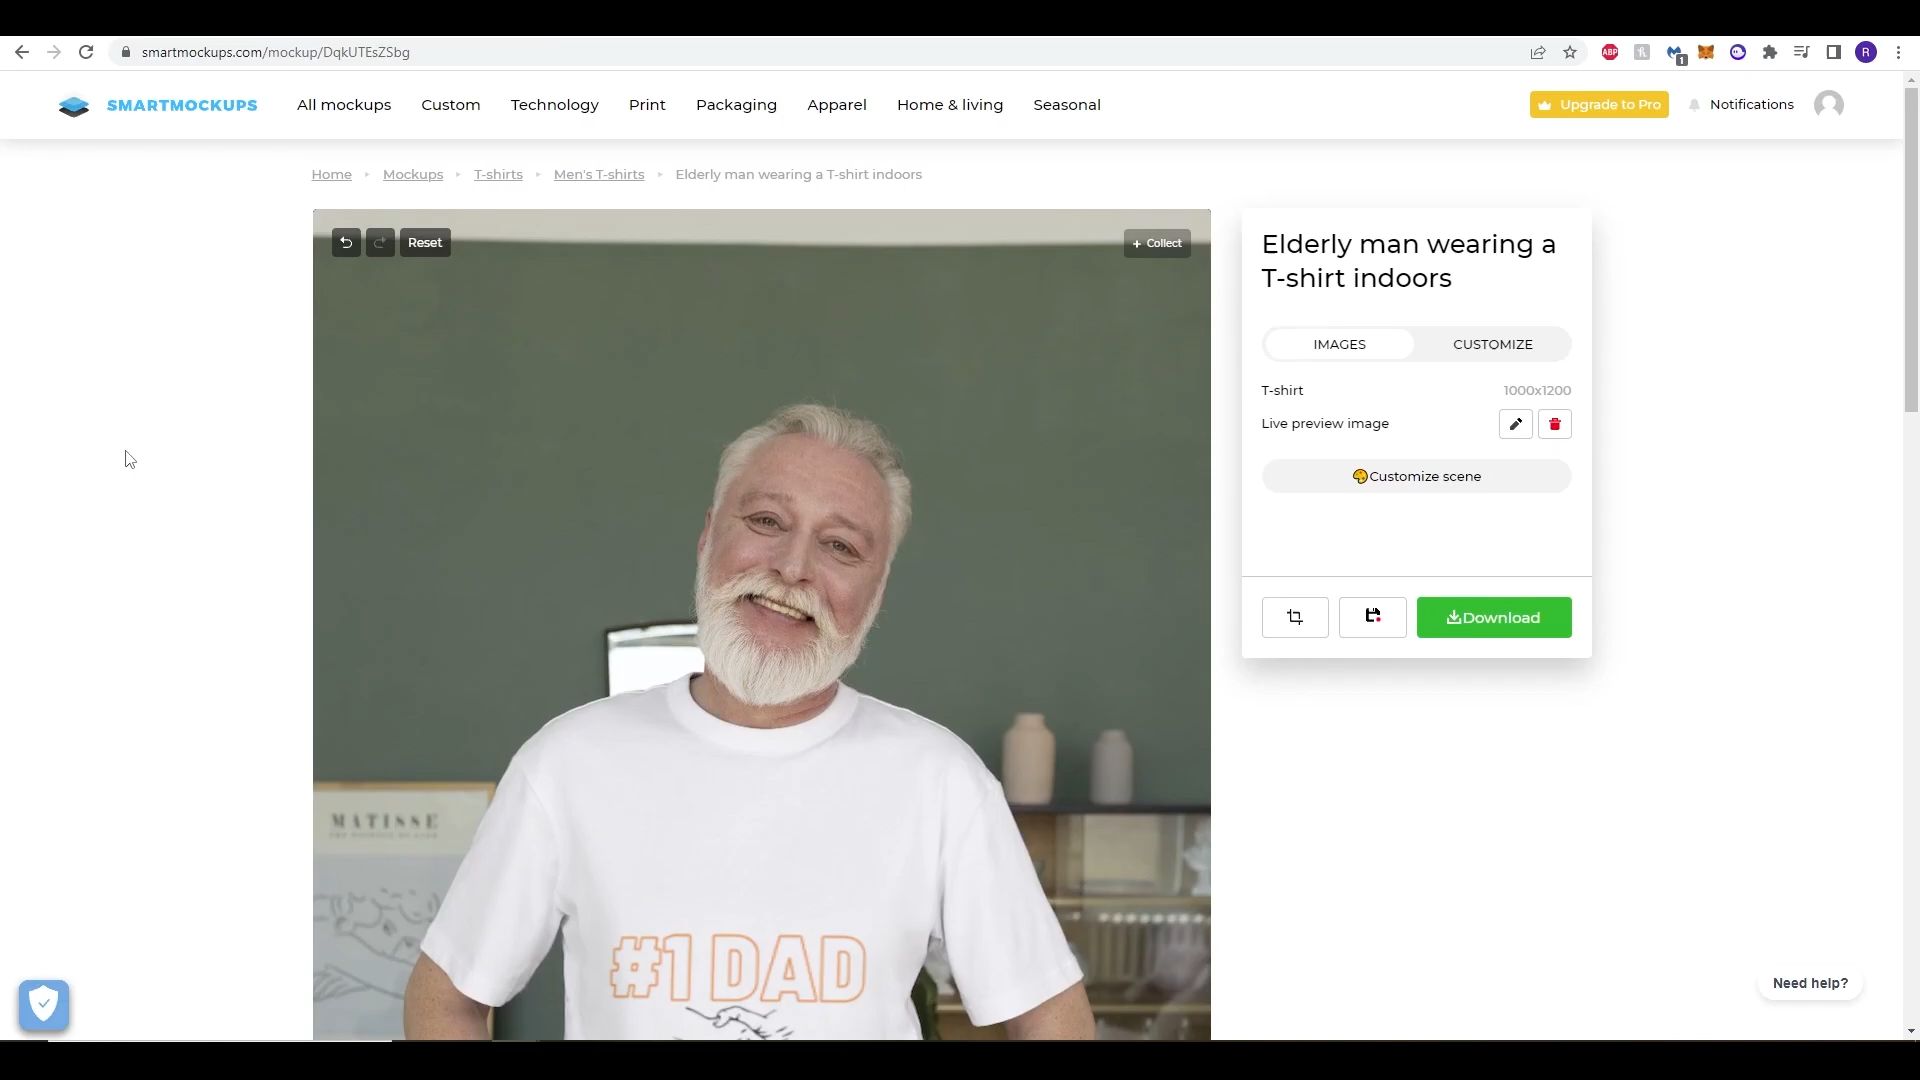 smartmockups.com/mockup/DqkUTEsZSbg
ABP
1
R
SMARTMOCKUPS
All mockups
Custom
Technology
Print
Packaging
Apparel
Home & living
Seasonal
Upgrade to Pro
Notifications
Home
Mockups
T-shirts
Men's T-shirts
Elderly man wearing a T-shirt indoors
Reset
+ Collect
Elderly man wearing a
T-shirt indoors
IMAGES
CUSTOMIZE
T-shirt
1000x1200
Live preview image
Customize scene
Download
MATISSE
#1 DAD
Need help?